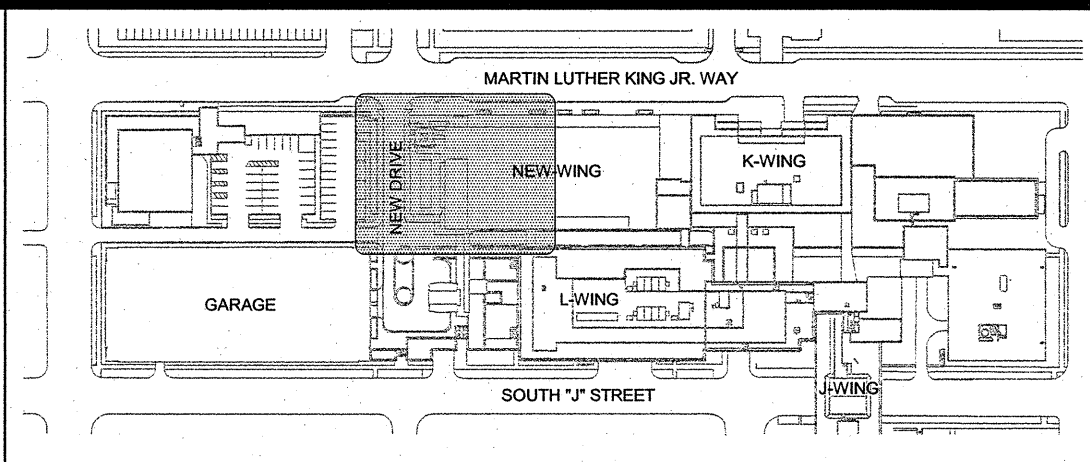 MARTIN LUTHER KING JR. WAY
K-WING
NEW-WING
NEW DRIVE
GARAGE
L-WING
J-WING
SOUTH "J" STREET